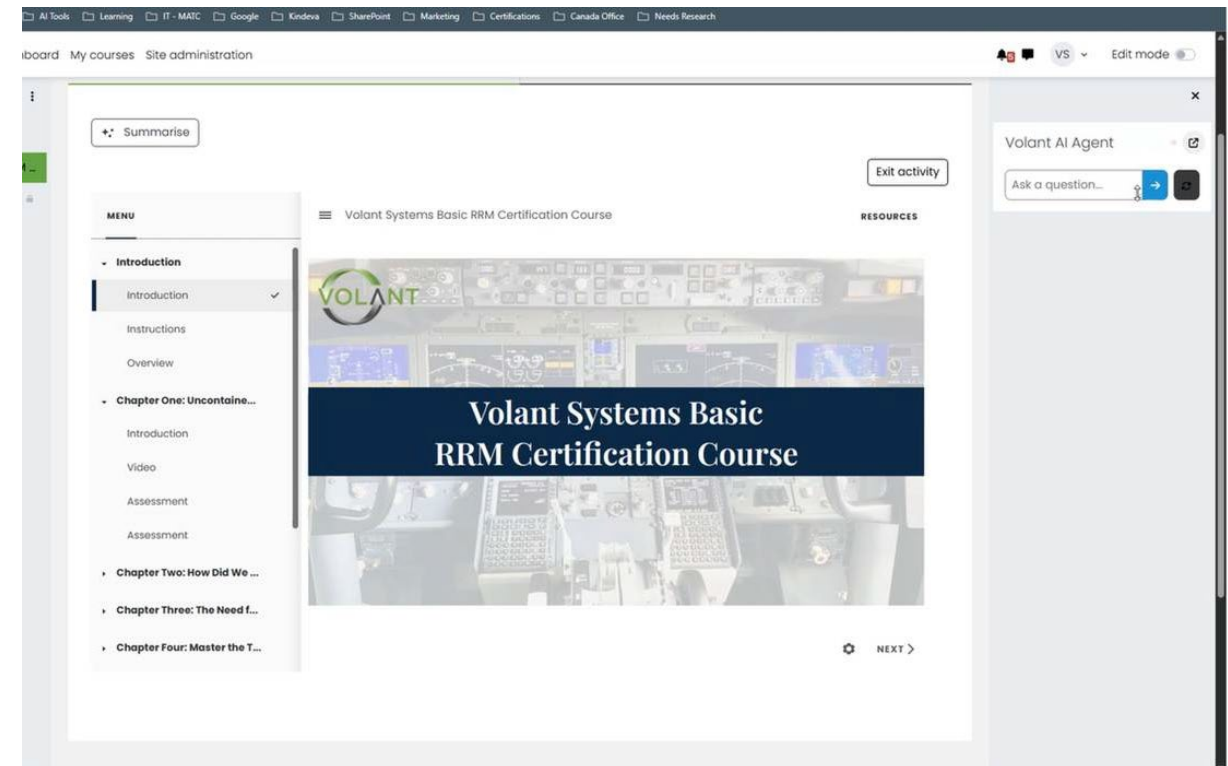 AI Tools Learning IT - MATC Google Kindeva SharePoint Marketing Certifications Canada Office Needs Research
board My courses Site administration
5 VS Edit mode
Summarise
Exit activity
MENU
Volant Systems Basic RRM Certification Course
RESOURCES
Introduction
Introduction
Instructions
Overview
Chapter One: Uncontaine...
Introduction
Video
Assessment
Assessment
Chapter Two: How Did We ...
Chapter Three: The Need f...
Chapter Four: Master the T...
VOLANT
Volant Systems Basic
RRM Certification Course
NEXT
Volant AI Agent
Ask a question...